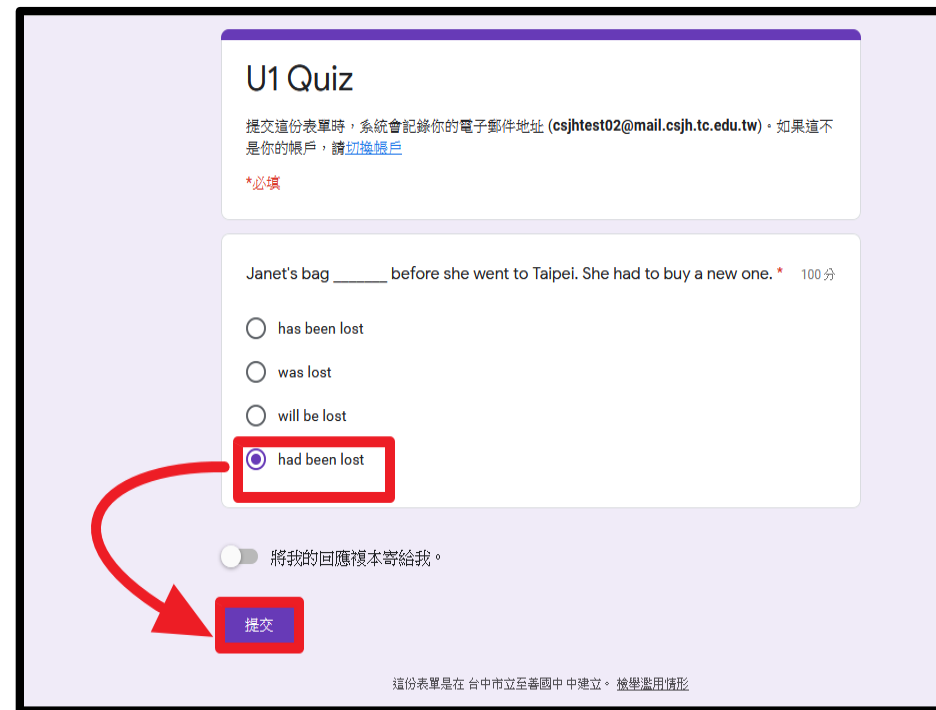 U1 Quiz
提交這份表單時，系統會記錄你的電子郵件地址 (csjhtest02@mail.csjh.tc.edu.tw)。如果這不
是你的帳戶，請切換帳戶
*必填
Janet's bag _______ before she went to Taipei. She had to buy a new one. * 100 分
has been lost
was lost
will be lost
had been lost
將我的回應複本寄給我。
提交
這份表單是在 台中市立至善國中 中建立。 檢舉濫用情形